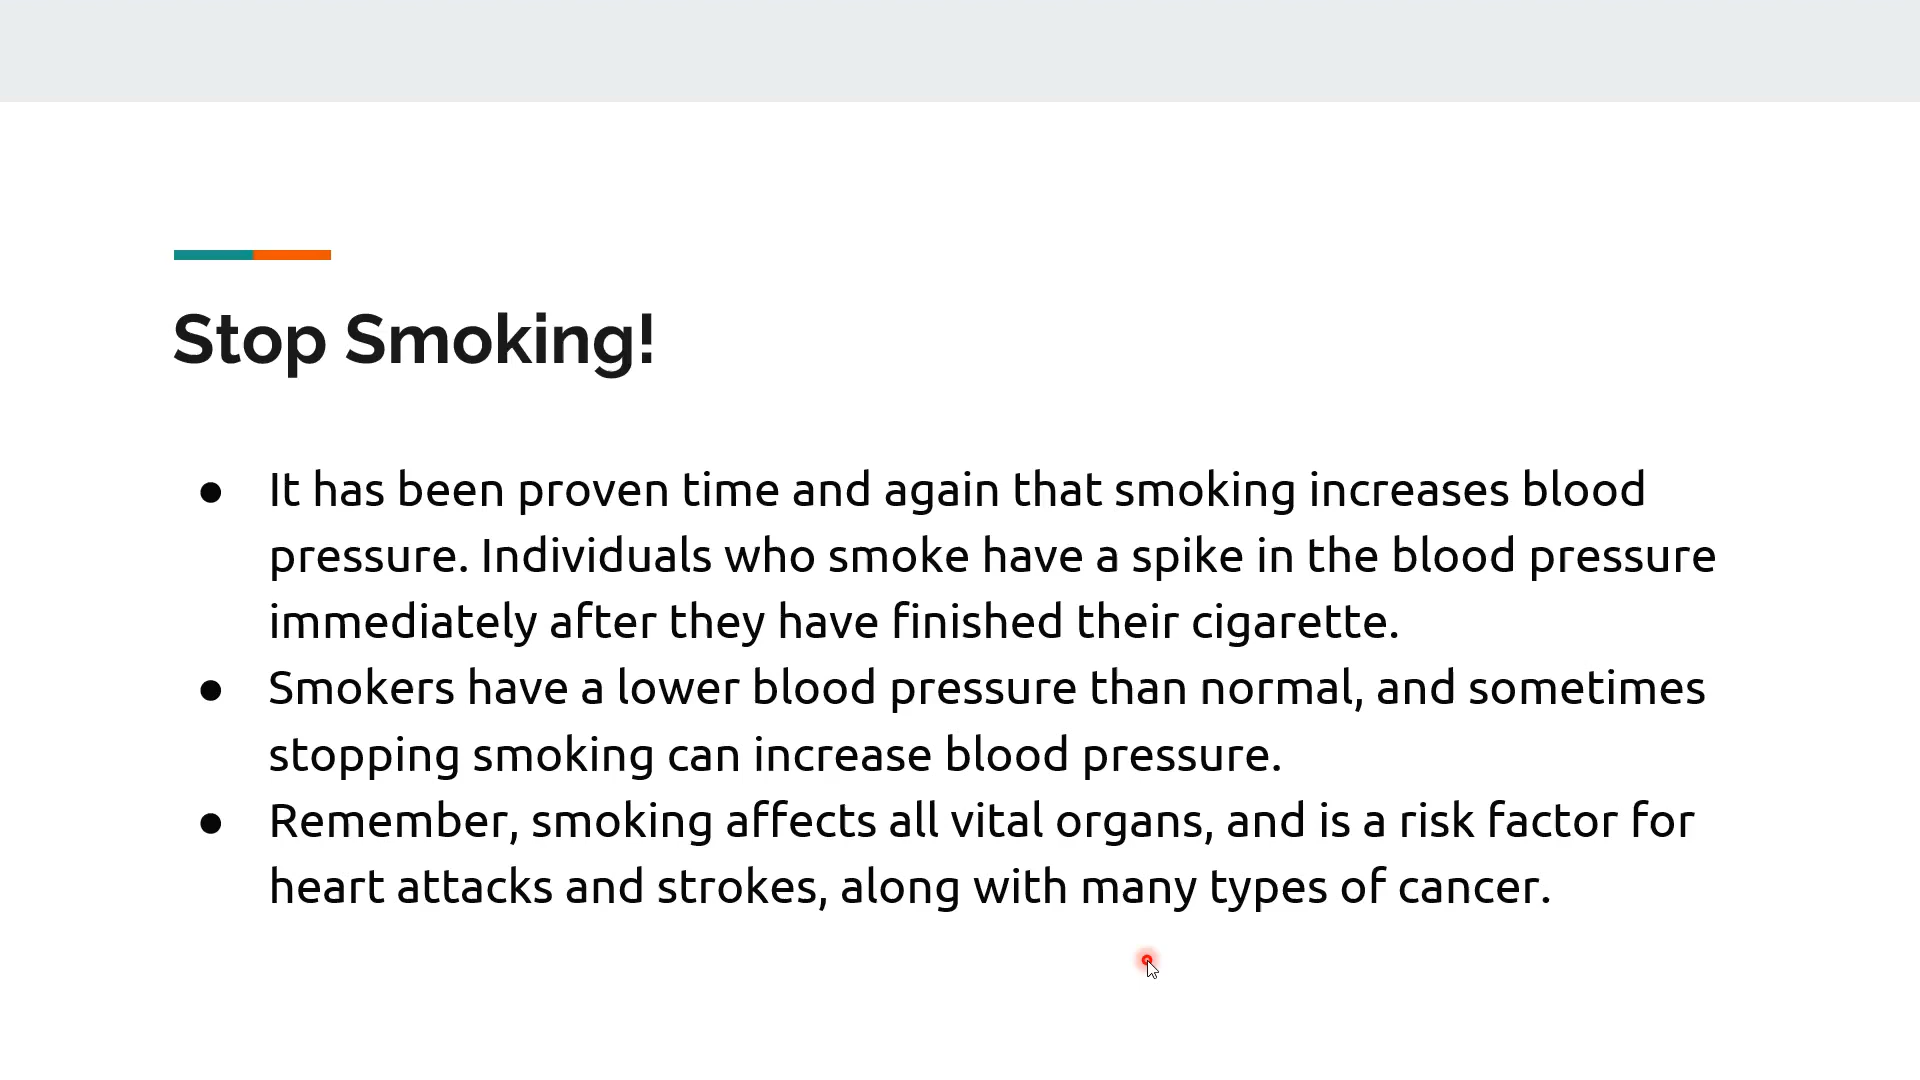 Stop Smoking!
● It has been proven time and again that smoking increases blood
pressure. Individuals who smoke have a spike in the blood pressure
immediately after they have finished their cigarette.
● Smokers have a lower blood pressure than normal, and sometimes
stopping smoking can increase blood pressure.
● Remember, smoking affects all vital organs, and is a risk factor for
heart attacks and strokes, along with many types of cancer.